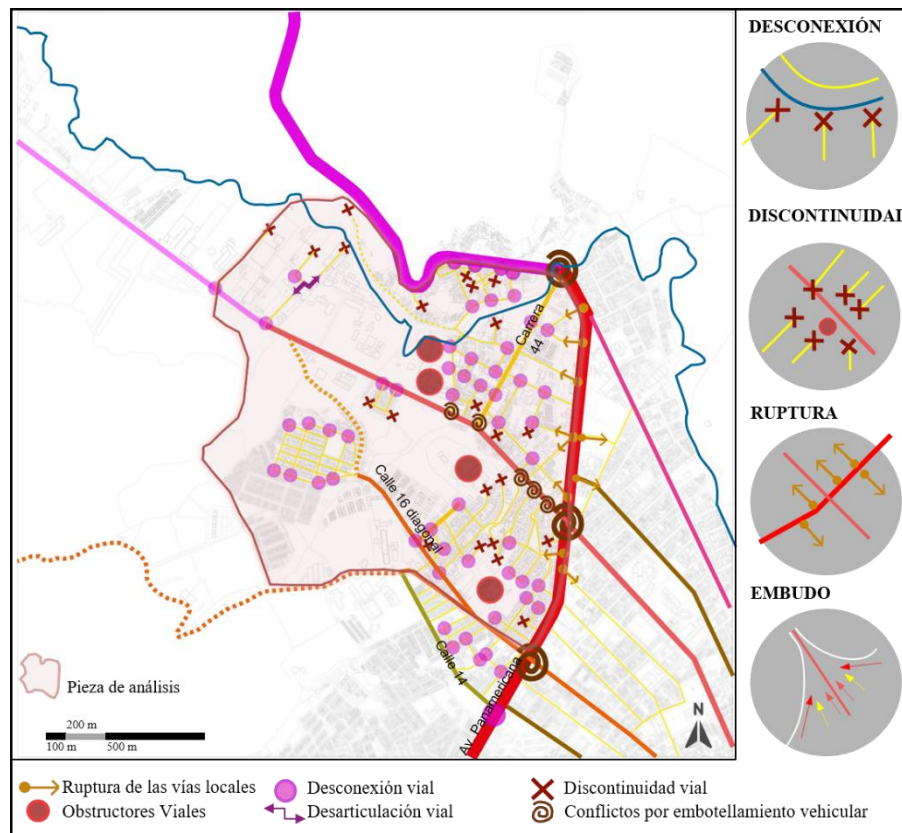 DESCONEXIÓN
DISCONTINUIDAD
RUPTURA
EMBUDO
Carrera
44
Calle 16 diagonal
Calle 14
Av. Panamericana
Pieza de análisis
200 m
100 m
500 m
N
Ruptura de las vías locales
Desconexión vial
Discontinuidad vial
Obstructores Viales
Desarticulación vial
Conflictos por embotellamiento vehicular